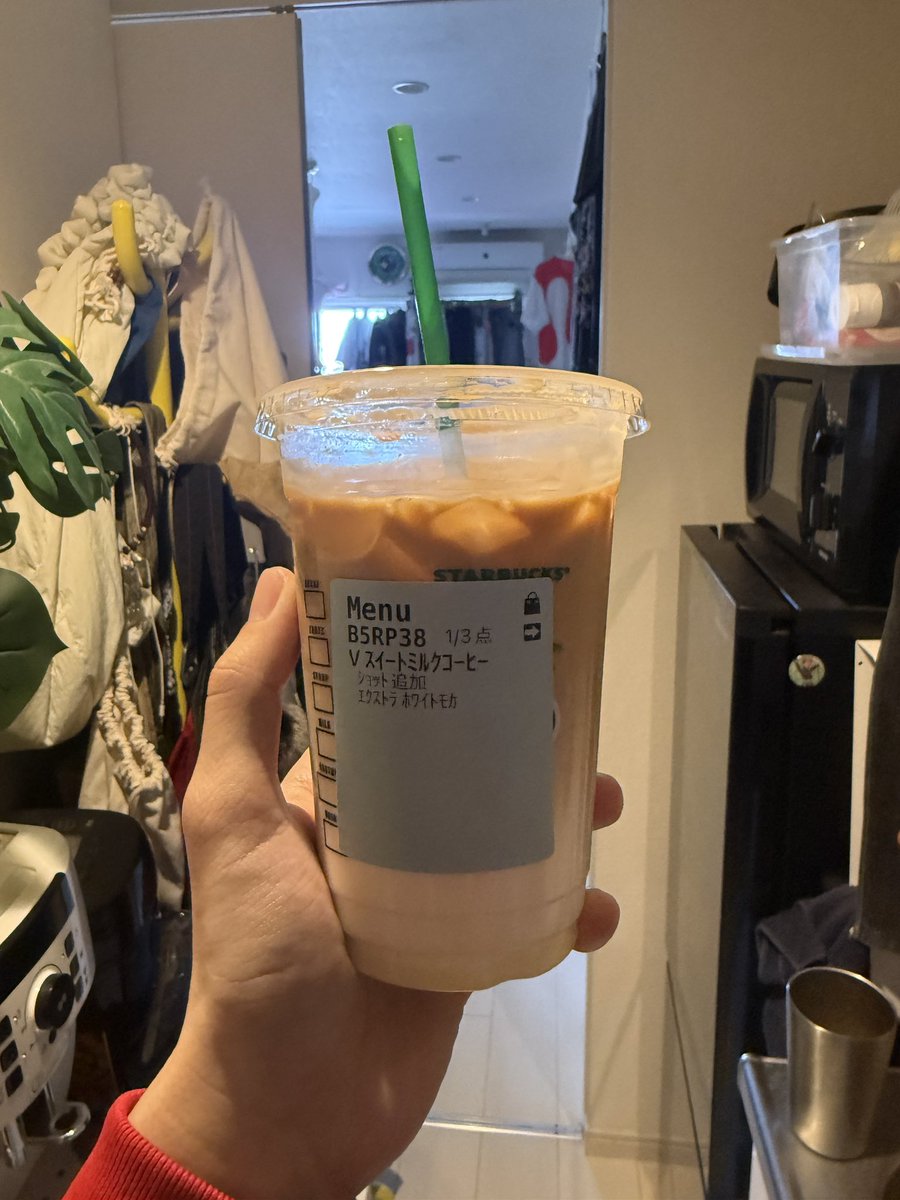 STARBUCKS
Menu
B5RP38 1/3 点
V スイートミルクコーヒー
ショット 追加
エクストラ ホワイトモカ